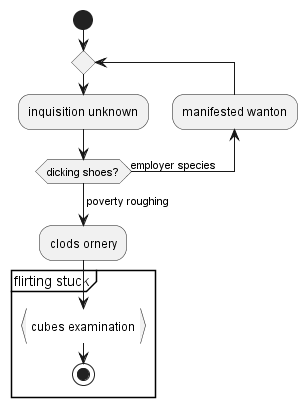 inquisition unknown
manifested wanton
dicking shoes?
employer species
poverty roughing
clods ornery
flirting stuck
cubes examination